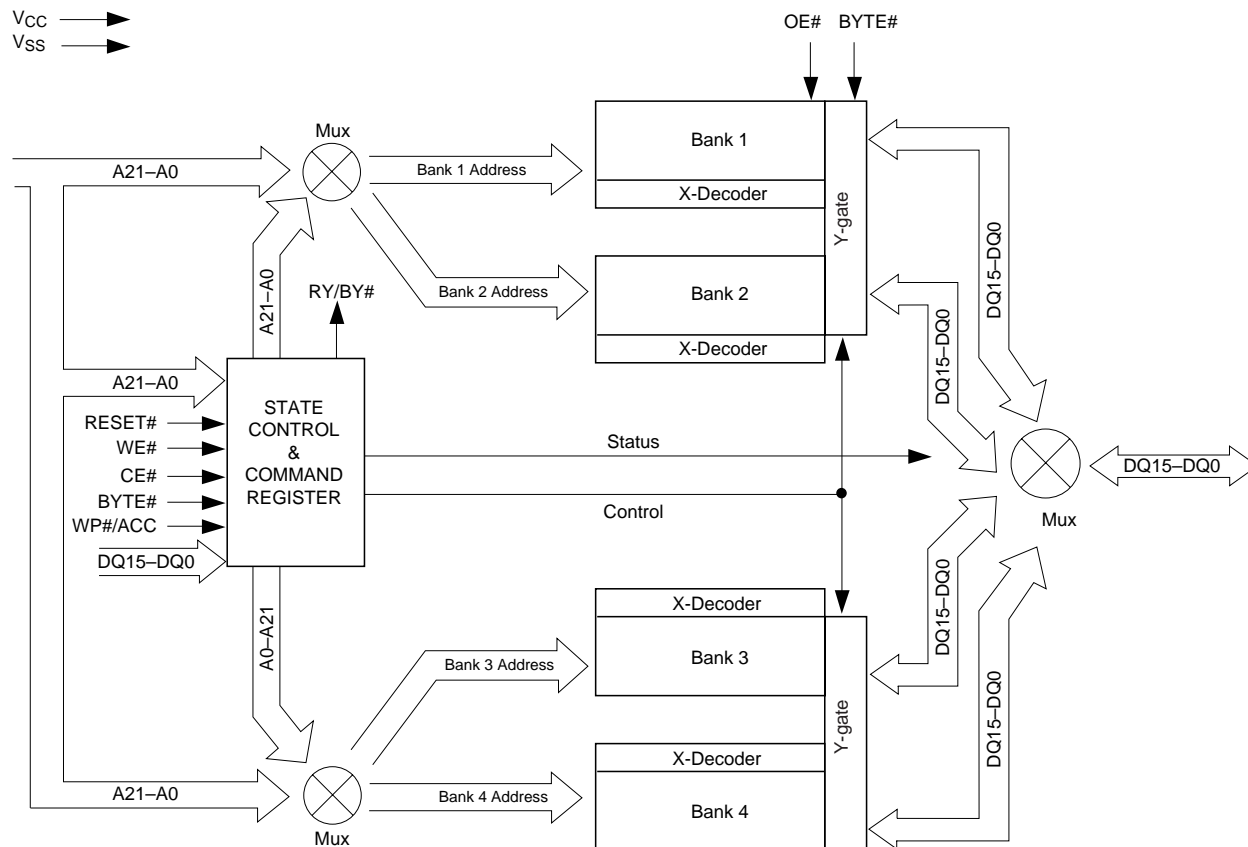 VCC
VSS
OE# BYTE#
Mux
Bank 1
A21–A0
Bank 1 Address
X-Decoder
Y-gate
DQ15–DQ0
A21–A0
RY/BY#
Bank 2 Address
Bank 2
X-Decoder
DQ15–DQ0
A21–A0
STATE
CONTROL
&
COMMAND
REGISTER
RESET#
WE#
CE#
BYTE#
WP#/ACC
DQ15–DQ0
Status
Control
DQ15–DQ0
Mux
A0–A21
X-Decoder
Bank 3 Address
Bank 3
DQ15–DQ0
Y-gate
DQ15–DQ0
X-Decoder
A21–A0
Mux
Bank 4 Address
Bank 4